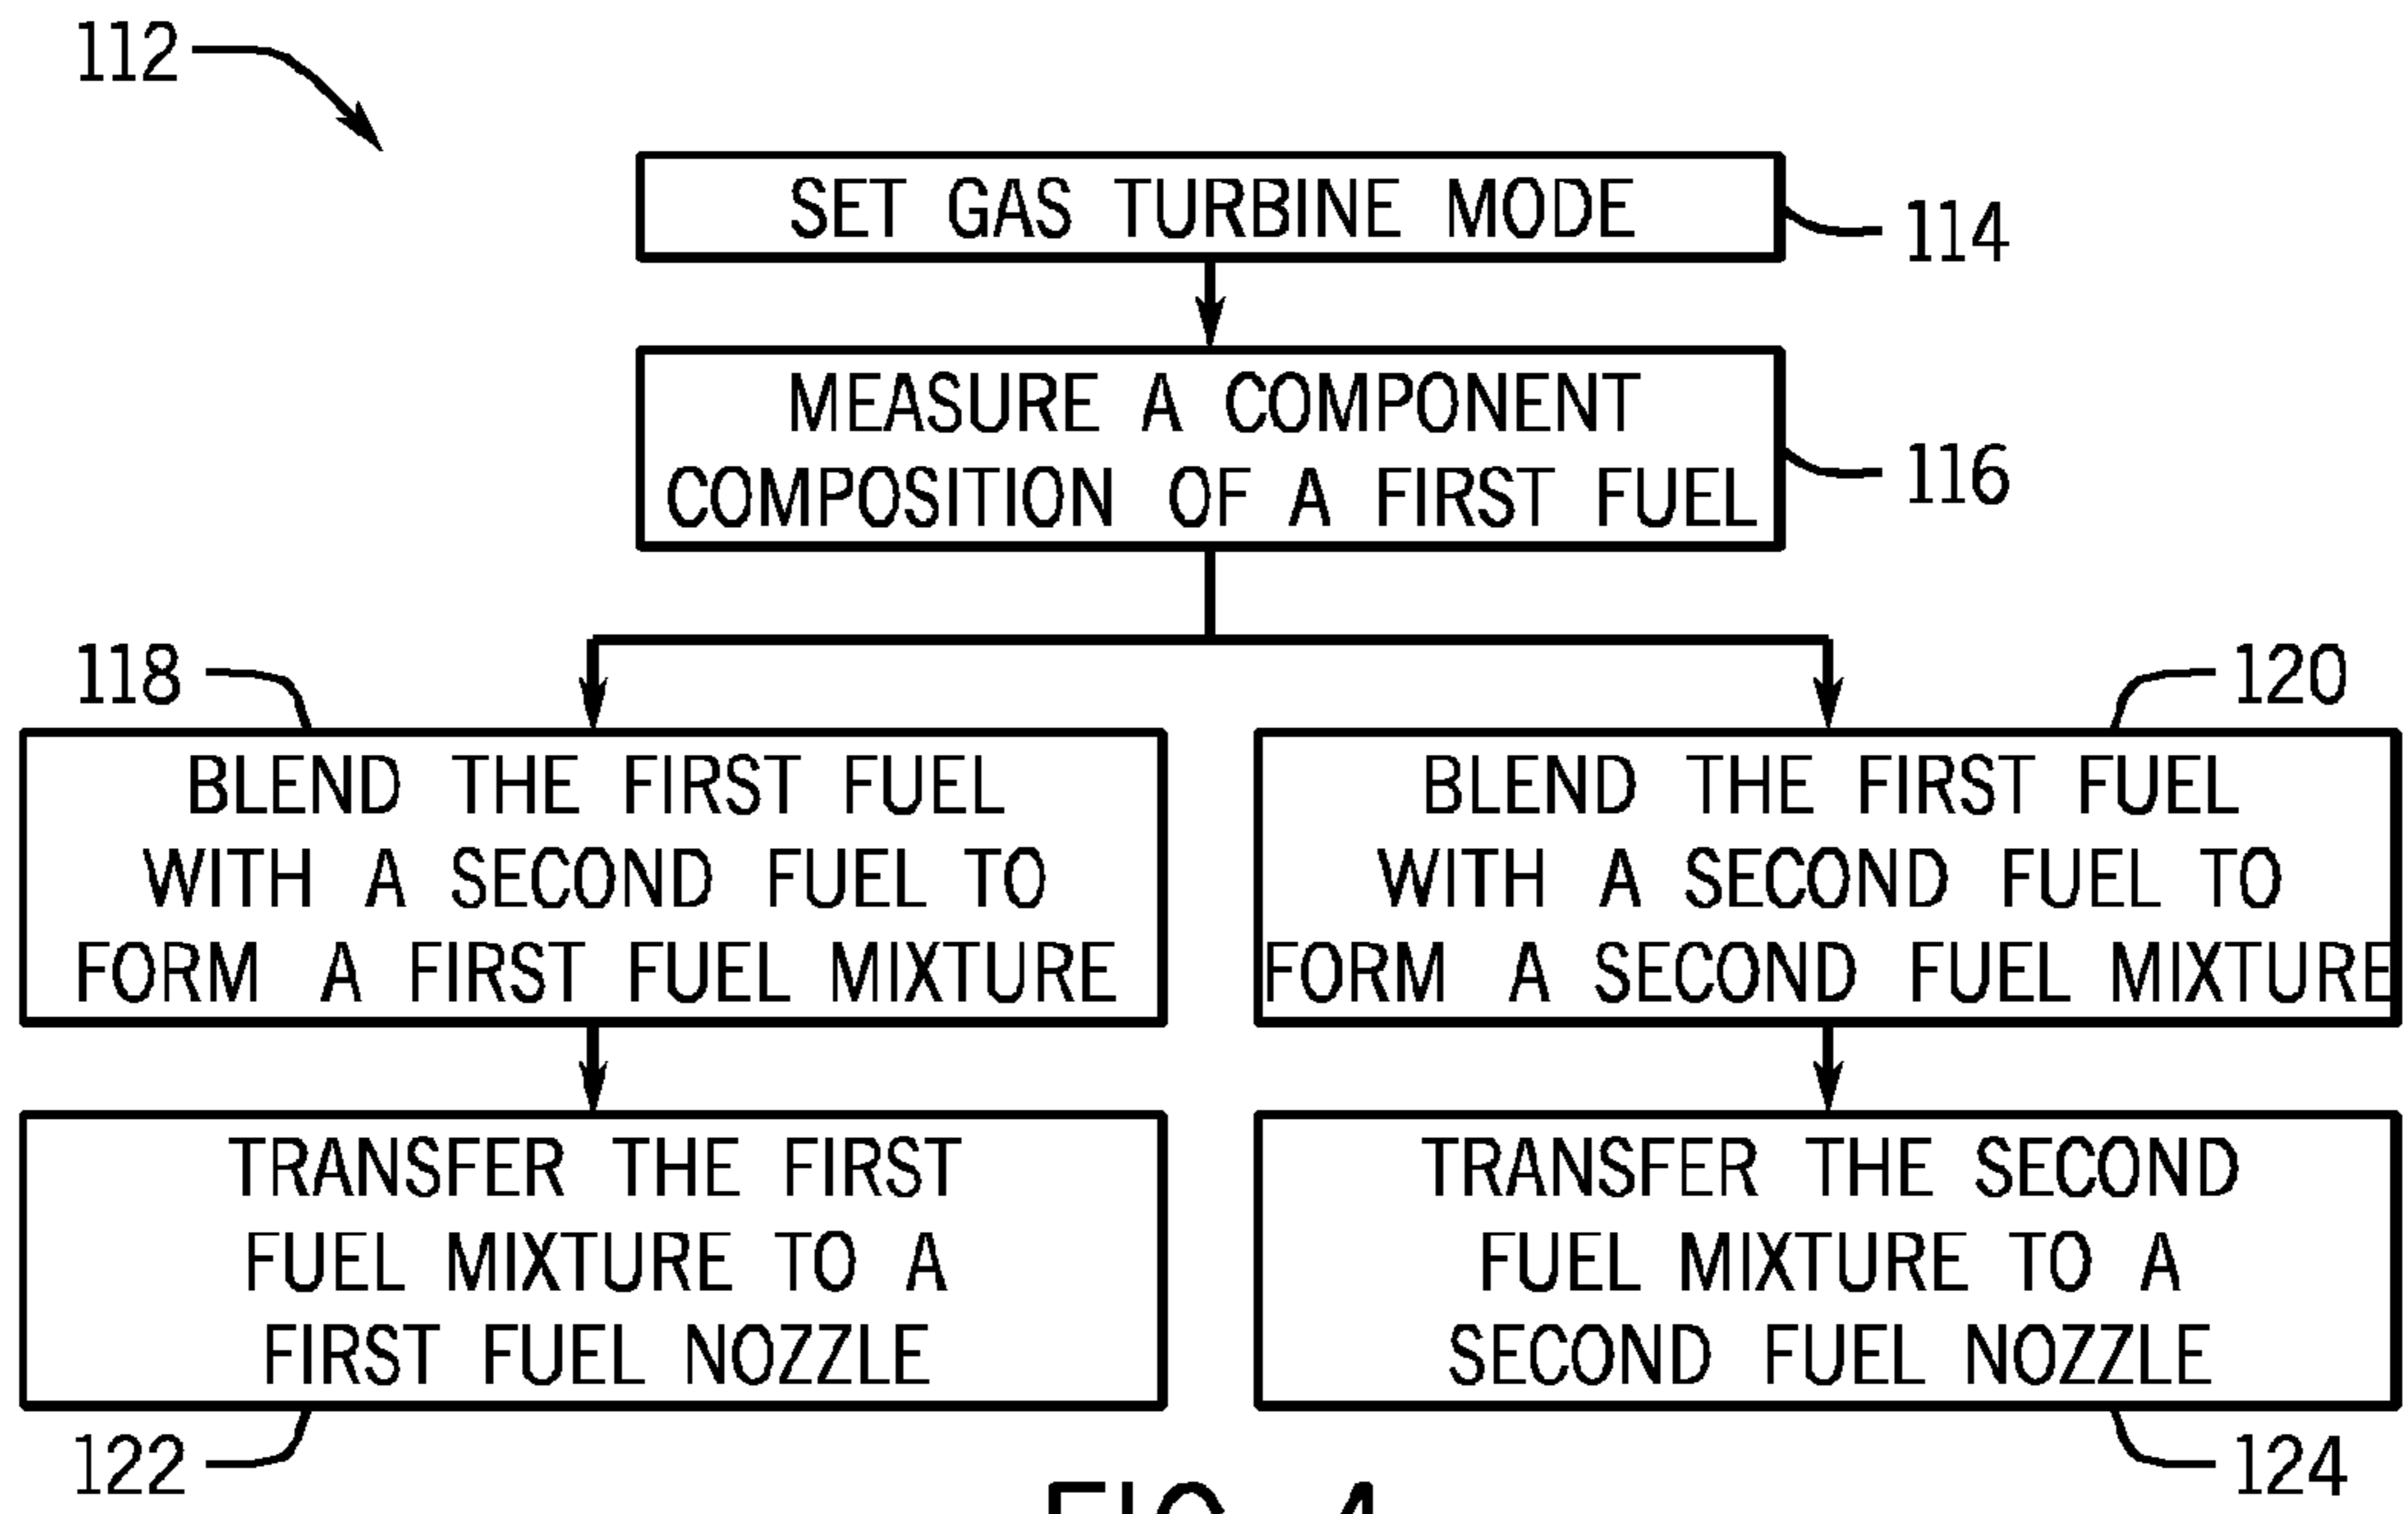 112
SET GAS TURBINE MODE
114
MEASURE A COMPONENT
COMPOSITION OF A FIRST FUEL
116
118
BLEND THE FIRST FUEL
WITH A SECOND FUEL TO
FORM A FIRST FUEL MIXTURE
120
BLEND THE FIRST FUEL
WITH A SECOND FUEL TO
FORM A SECOND FUEL MIXTURE
TRANSFER THE FIRST
FUEL MIXTURE TO A
FIRST FUEL NOZZLE
122
TRANSFER THE SECOND
FUEL MIXTURE TO A
SECOND FUEL NOZZLE
124